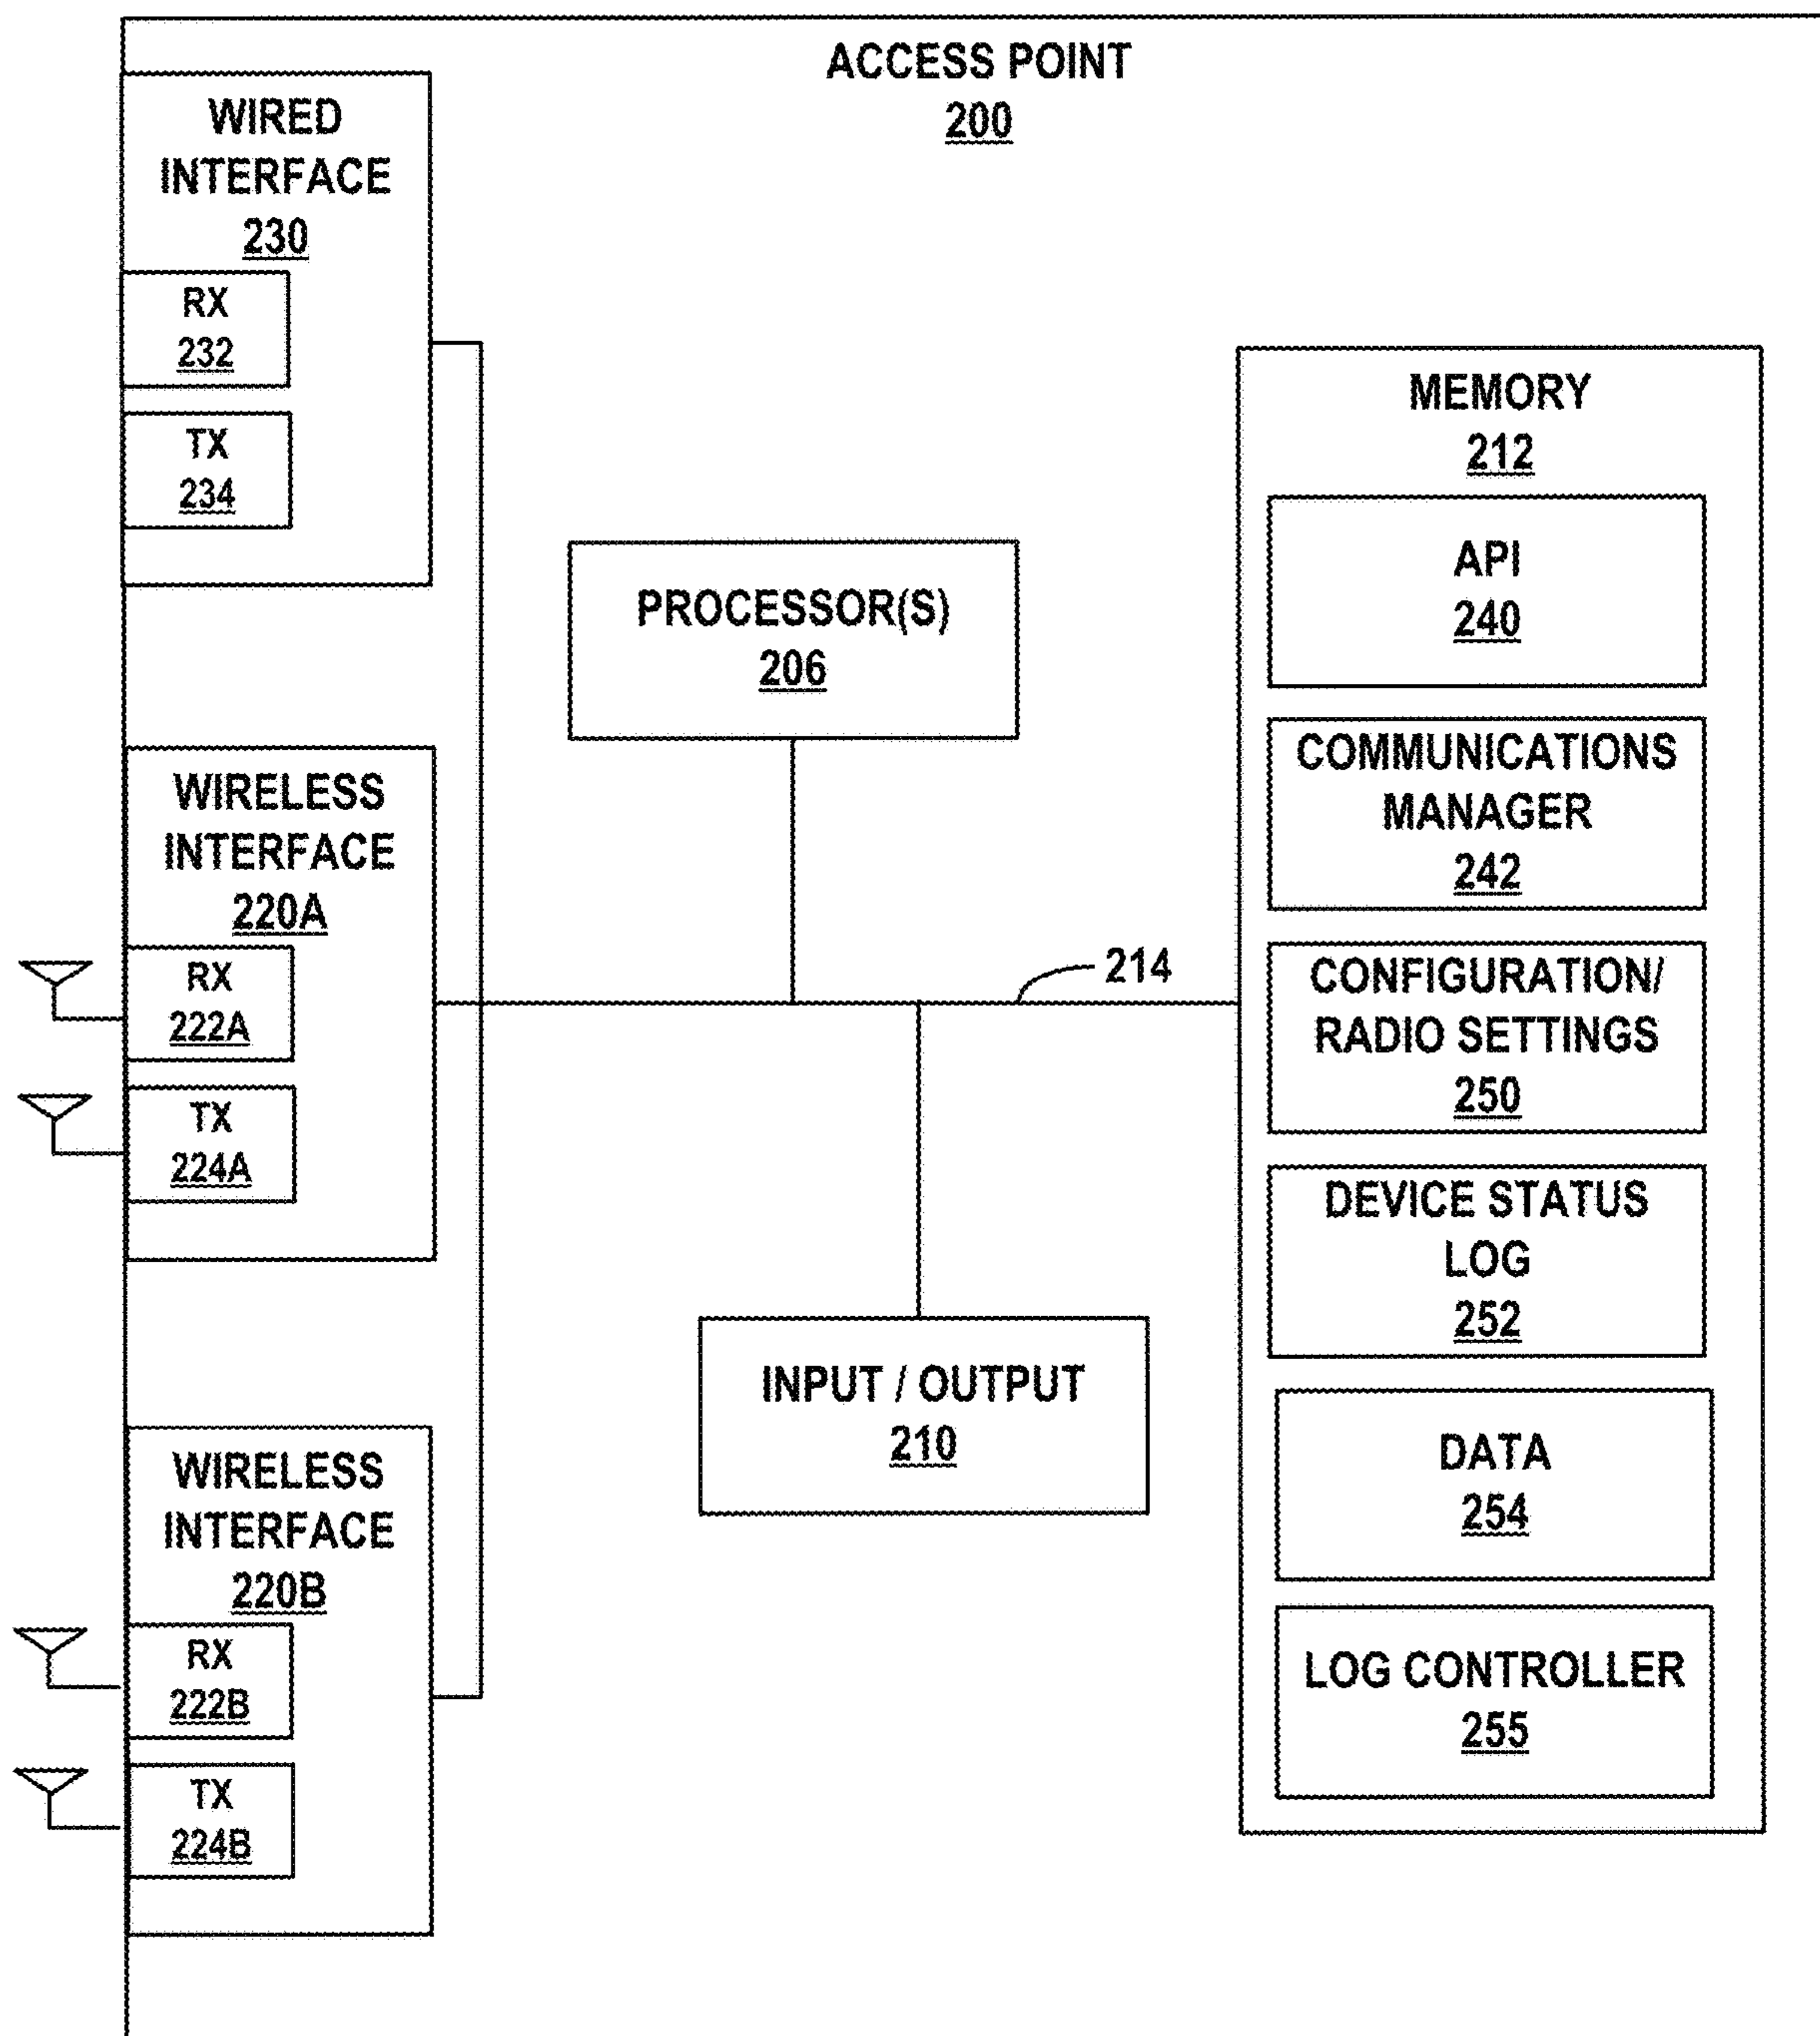 ACCESS POINT
200
WIRED
INTERFACE
230
RX
232
TX
234
PROCESSOR(S)
206
WIRELESS
INTERFACE
220A
RX
222A
TX
224A
214
INPUT / OUTPUT
210
WIRELESS
INTERFACE
220B
RX
222B
TX
224B
MEMORY
212
API
240
COMMUNICATIONS
MANAGER
242
CONFIGURATION/
RADIO SETTINGS
250
DEVICE STATUS
LOG
252
DATA
254
LOG CONTROLLER
255